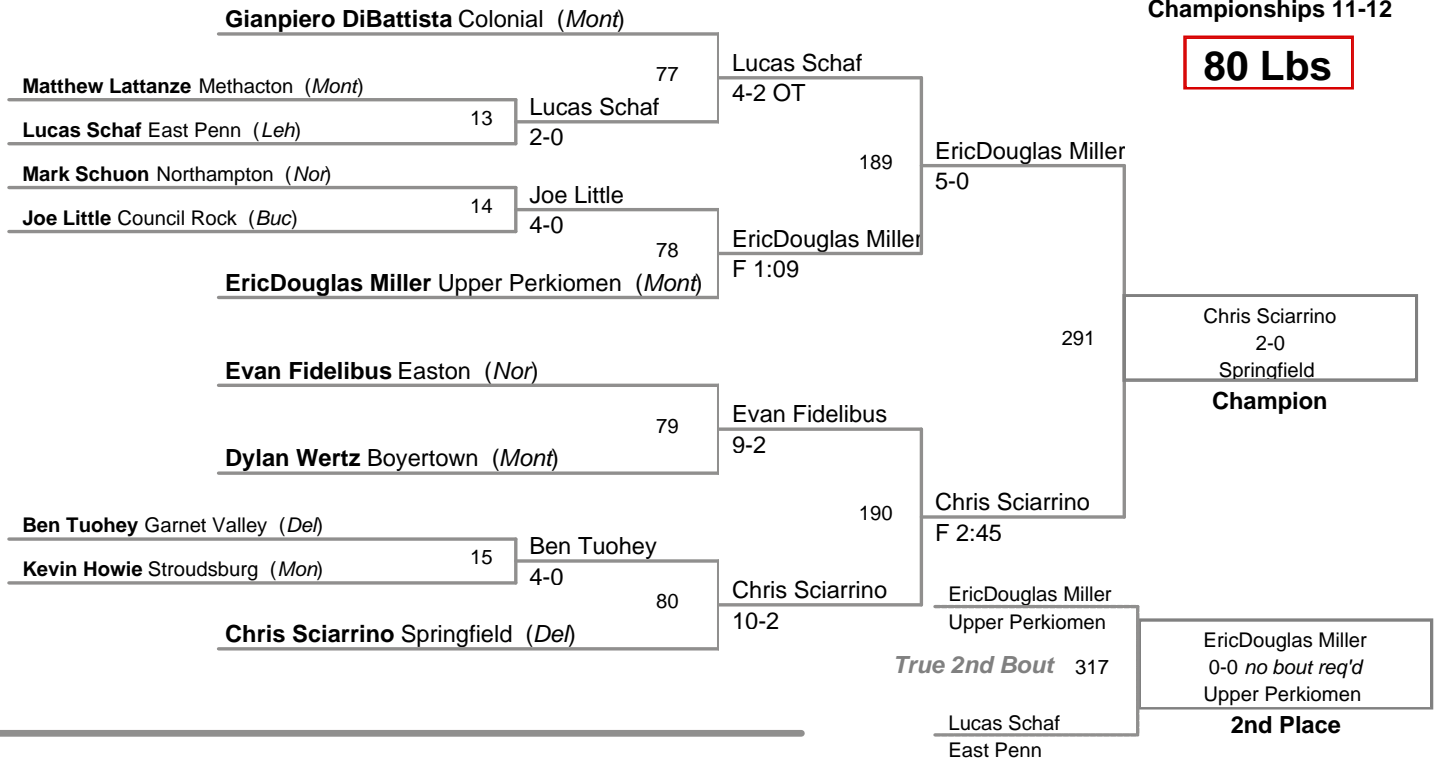 Championships 11-12
80 Lbs
Gianpiero DiBattista Colonial (Mont)
77
Lucas Schaf
4-2 OT
Matthew Lattanze Methacton (Mont)
13
Lucas Schaf
2-0
Lucas Schaf East Penn (Leh)
189
EricDouglas Miller
5-0
Mark Schuon Northampton (Nor)
14
Joe Little
4-0
Joe Little Council Rock (Buc)
78
EricDouglas Miller
F 1:09
EricDouglas Miller Upper Perkiomen (Mont)
291
Chris Sciarrino
2-0
Springfield
Champion
Evan Fidelibus Easton (Nor)
79
Evan Fidelibus
9-2
Dylan Wertz Boyertown (Mont)
190
Chris Sciarrino
F 2:45
Ben Tuohey Garnet Valley (Del)
15
Ben Tuohey
4-0
Kevin Howie Stroudsburg (Mon)
80
Chris Sciarrino
10-2
Chris Sciarrino Springfield (Del)
EricDouglas Miller
Upper Perkiomen
True 2nd Bout 317
EricDouglas Miller
0-0 no bout req'd
Upper Perkiomen
2nd Place
Lucas Schaf
East Penn